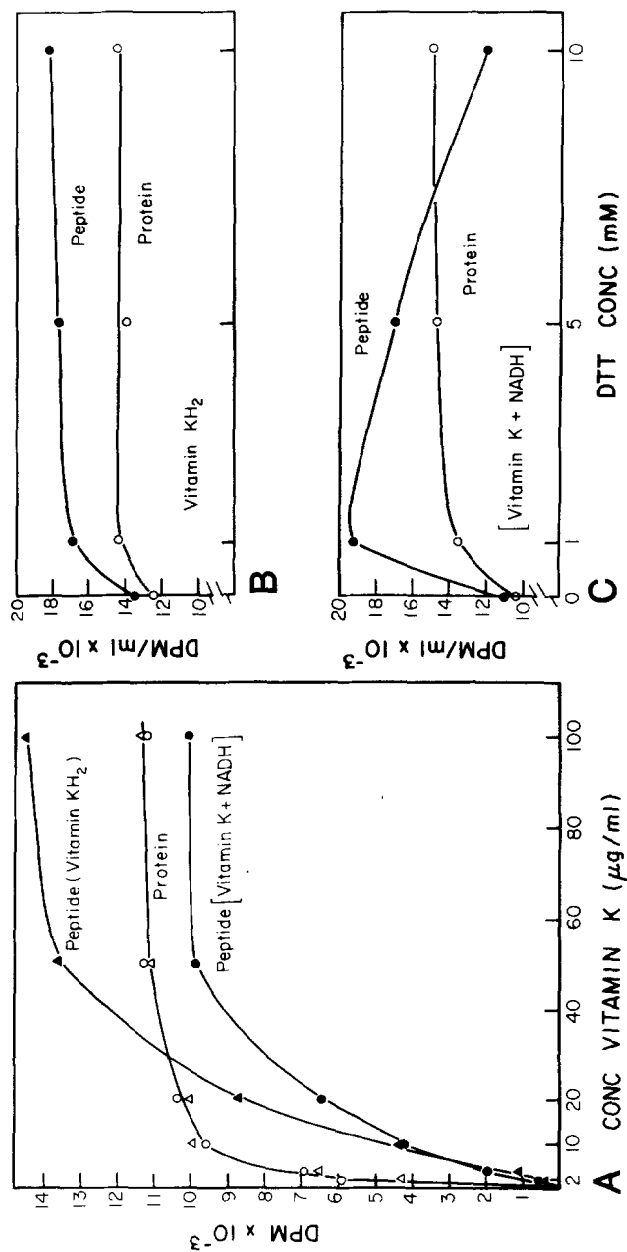 14
13
12
11
10
9
8
7
6
5
4
3
2
1
DPM x 10⁻³
Peptide (Vitamin KH₂)
Protein
Peptide [Vitamin K + NADH]
2
10
20
40
60
80
100
A CONC VITAMIN K (μg/ml)
20
18
16
14
12
10
DPM/ml x 10⁻³
Peptide
Protein
Vitamin KH₂
B
20
18
16
14
12
10
DPM/ml x 10⁻³
Peptide
Protein
[Vitamin K + NADH]
0
1
5
10
C DTT CONC (mM)